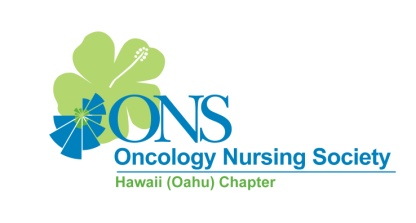 ONS
Oncology Nursing Society
Hawaii (Oahu) Chapter